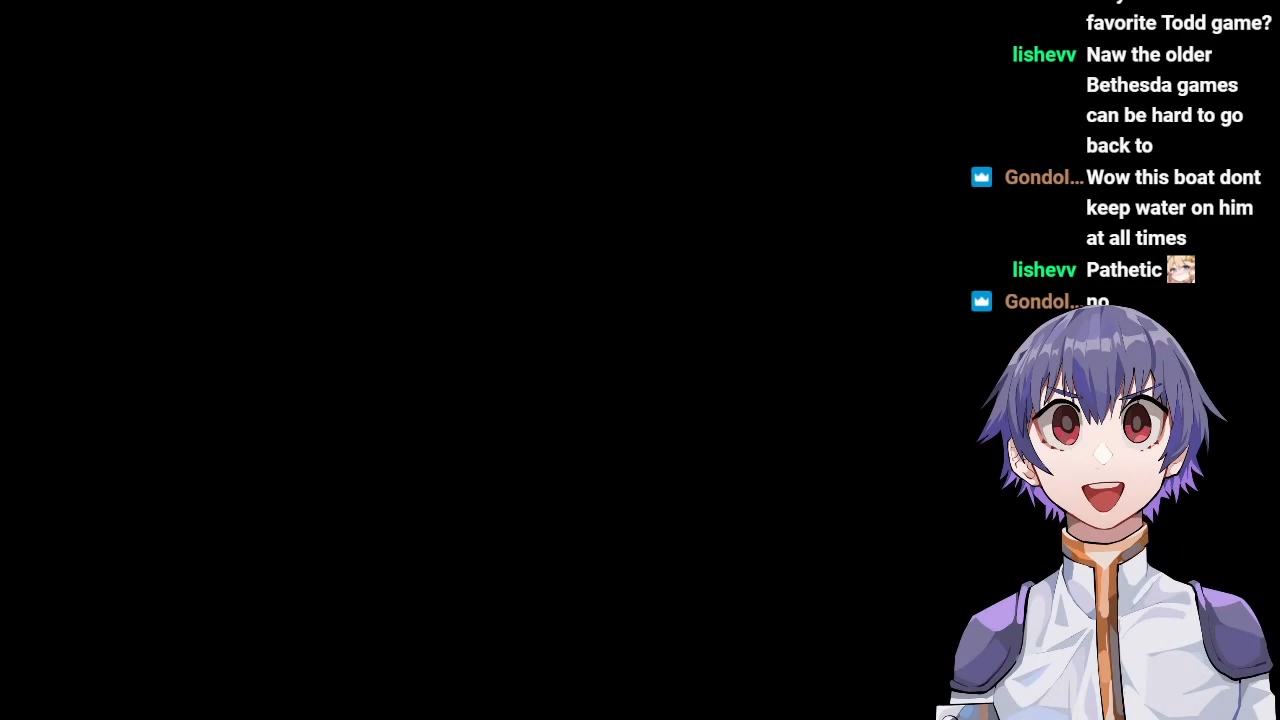 favorite Todd game?
lishevv Naw the older
Bethesda games
can be hard to go
back to
Gondol... Wow this boat dont
keep water on him
at all times
lishevv Pathetic
Gondol... no